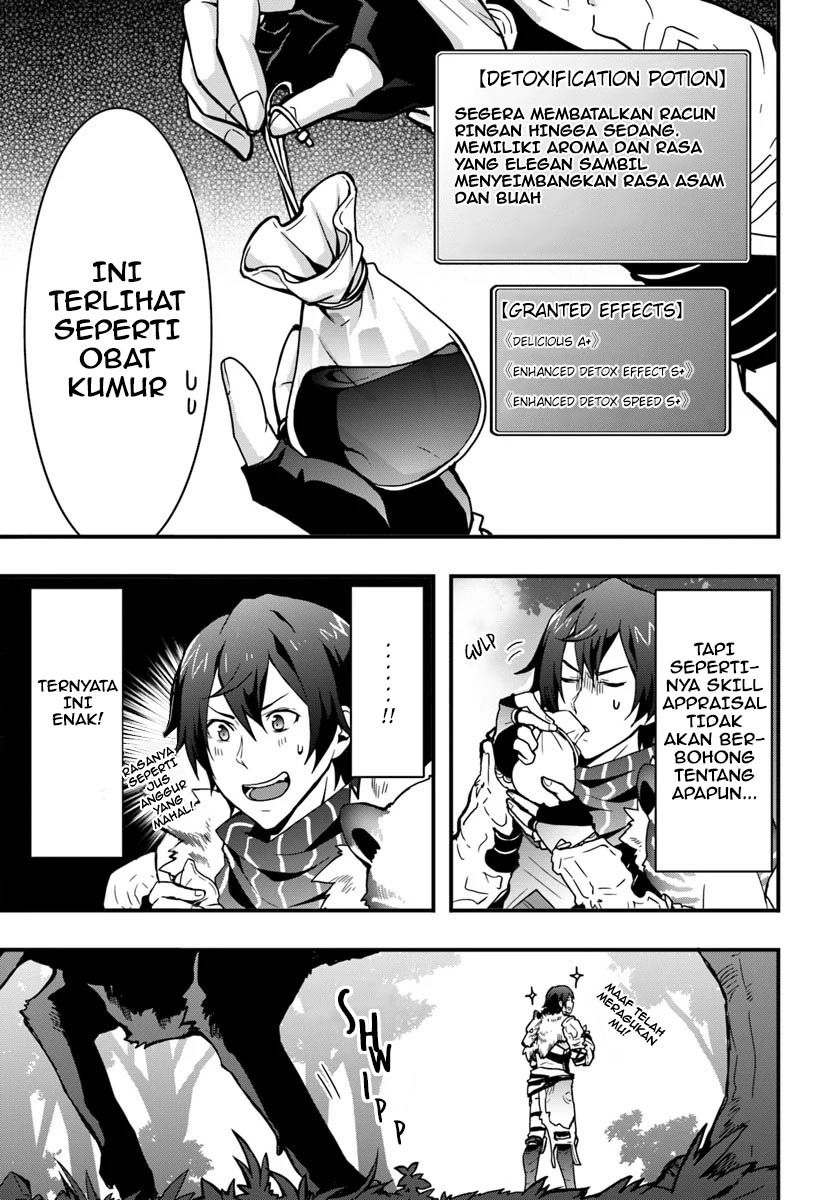 【DETOXIFICATION POTION】
SEGERA MEMBATALKAN RACUN
RINGAN HINGGA SEDANG.
MEMILIKI AROMA DAN RASA
YANG ELEGAN SAMBIL
MENYEIMBANGKAN RASA ASAM
DAN BUAH
【GRANTED EFFECTS】
《DELICIOUS A+》
《ENHANCED DETOX EFFECT S+》
《ENHANCED DETOX SPEED S+》
INI
TERLIHAT
SEPERTI
OBAT
KUMUR
TAPI
SEPERTI-
NYA SKILL
APPRAISAL
TIDAK
AKAN BER-
BOHONG
TENTANG
APAPUN...
GULP
.....!!
TERNYATA
INI
ENAK!
RASANYA
SEPERTI
JUS
ANGGUR
YANG
MAHAL!
MAAF TELAH
MERAGUKAN
MU!
SHWIPP